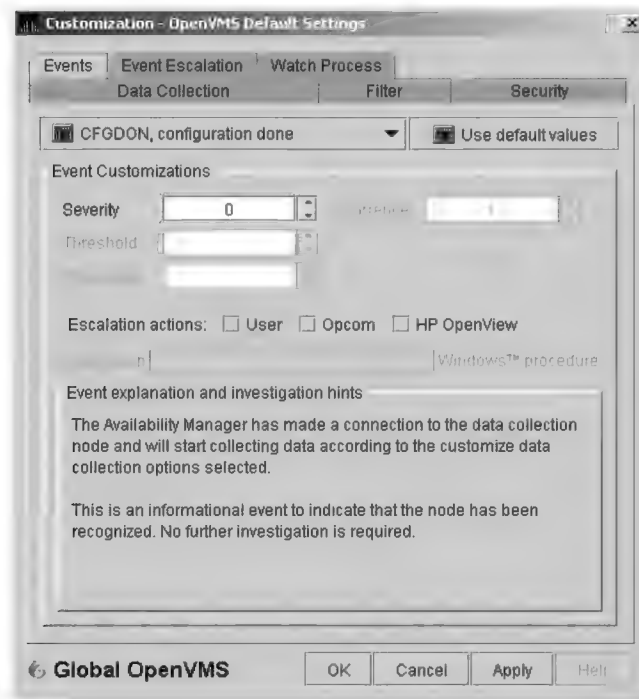 Customization - OpenVMS Default Settings
Events Event Escalation Watch Process
Data Collection Filter Security
CFGDON, configuration done Use default values
Event Customizations
Severity 0
Threshold
Escalation actions: User Opcom HP OpenView
Windows™ procedure
Event explanation and investigation hints
The Availability Manager has made a connection to the data collection
node and will start collecting data according to the customize data
collection options selected.
This is an informational event to indicate that the node has been
recognized. No further investigation is required.
Global OpenVMS OK Cancel Apply Help